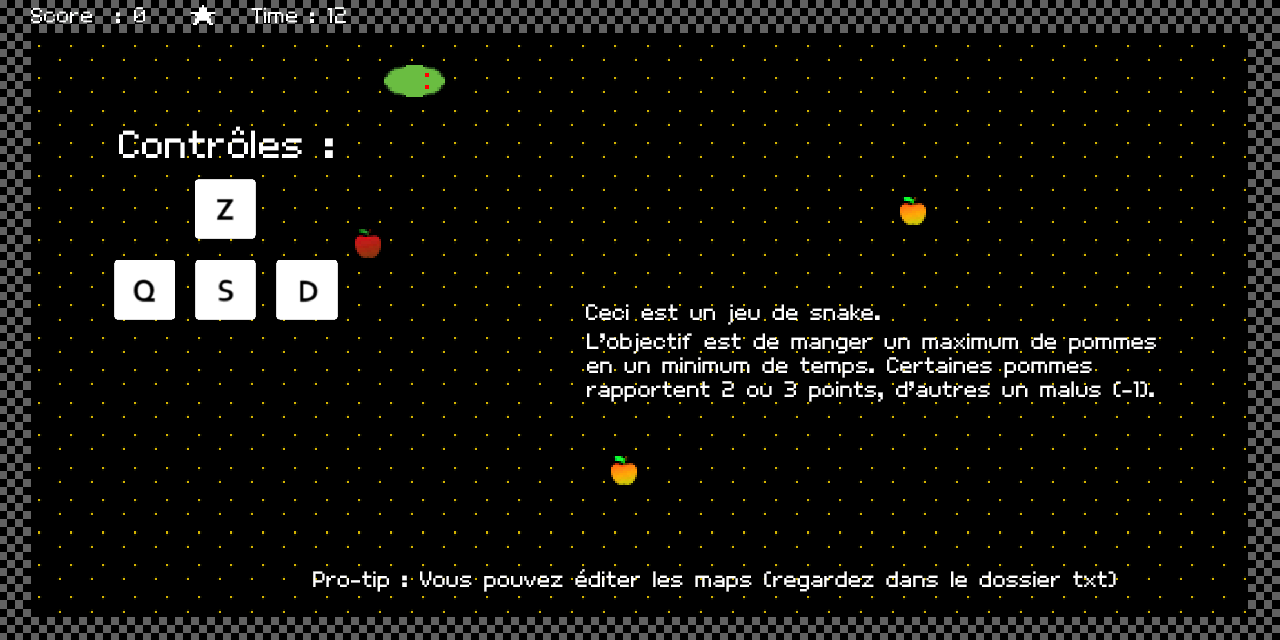 Score : 0 Time : 12
Contrôles :
Z
Q S D
Ceci est un jeu de snake.
L'objectif est de manger un maximum de pommes
en un minimum de temps. Certaines pommes
rapportent 2 ou 3 points, d'autres un malus (-1).
Pro-tip : Vous pouvez éditer les maps (regardez dans le dossier txt)